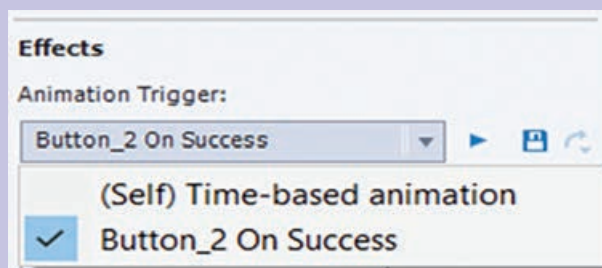 Effects
Animation Trigger:
Button_2 On Success
(Self) Time-based animation
Button_2 On Success